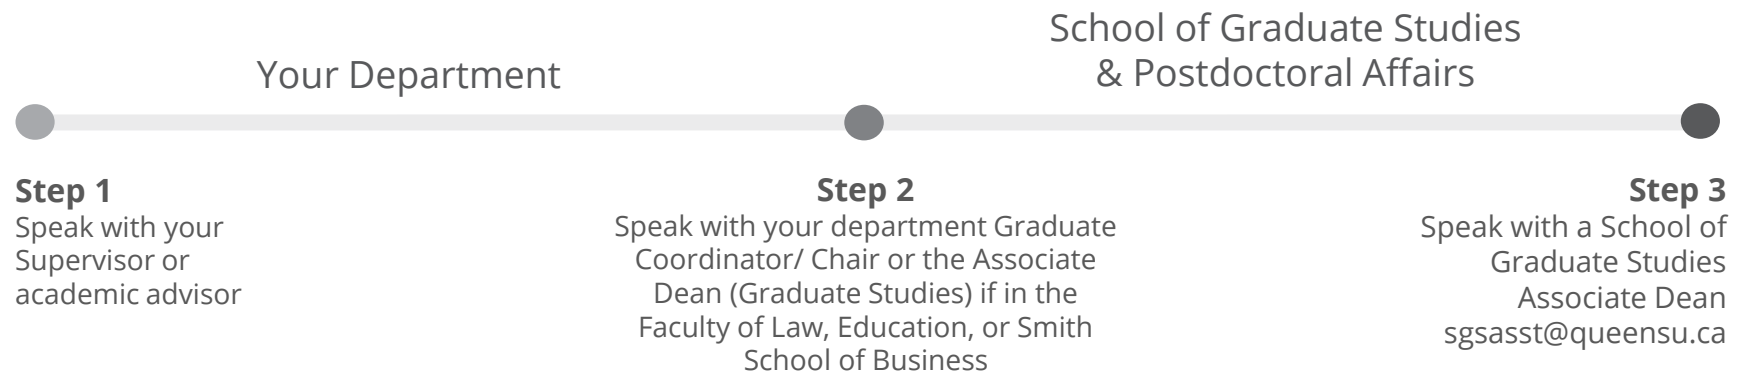 Your Department
School of Graduate Studies
& Postdoctoral Affairs
Step 1
Speak with your
Supervisor or
academic advisor
Step 2
Speak with your department Graduate
Coordinator/ Chair or the Associate
Dean (Graduate Studies) if in the
Faculty of Law, Education, or Smith
School of Business
Step 3
Speak with a School of
Graduate Studies
Associate Dean
sgsasst@queensu.ca